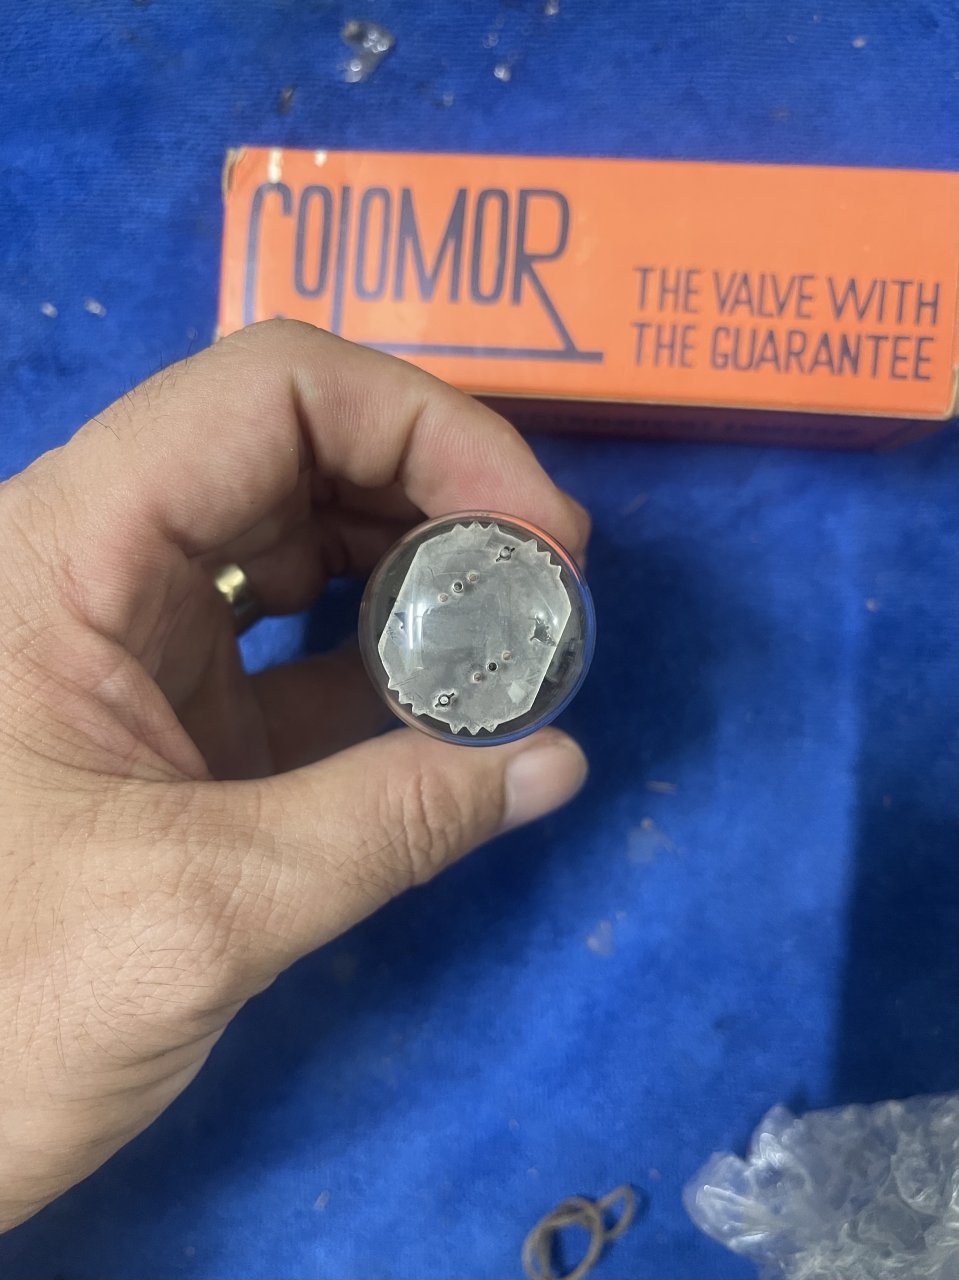 COLOMOR
THE VALVE WITH
THE GUARANTEE